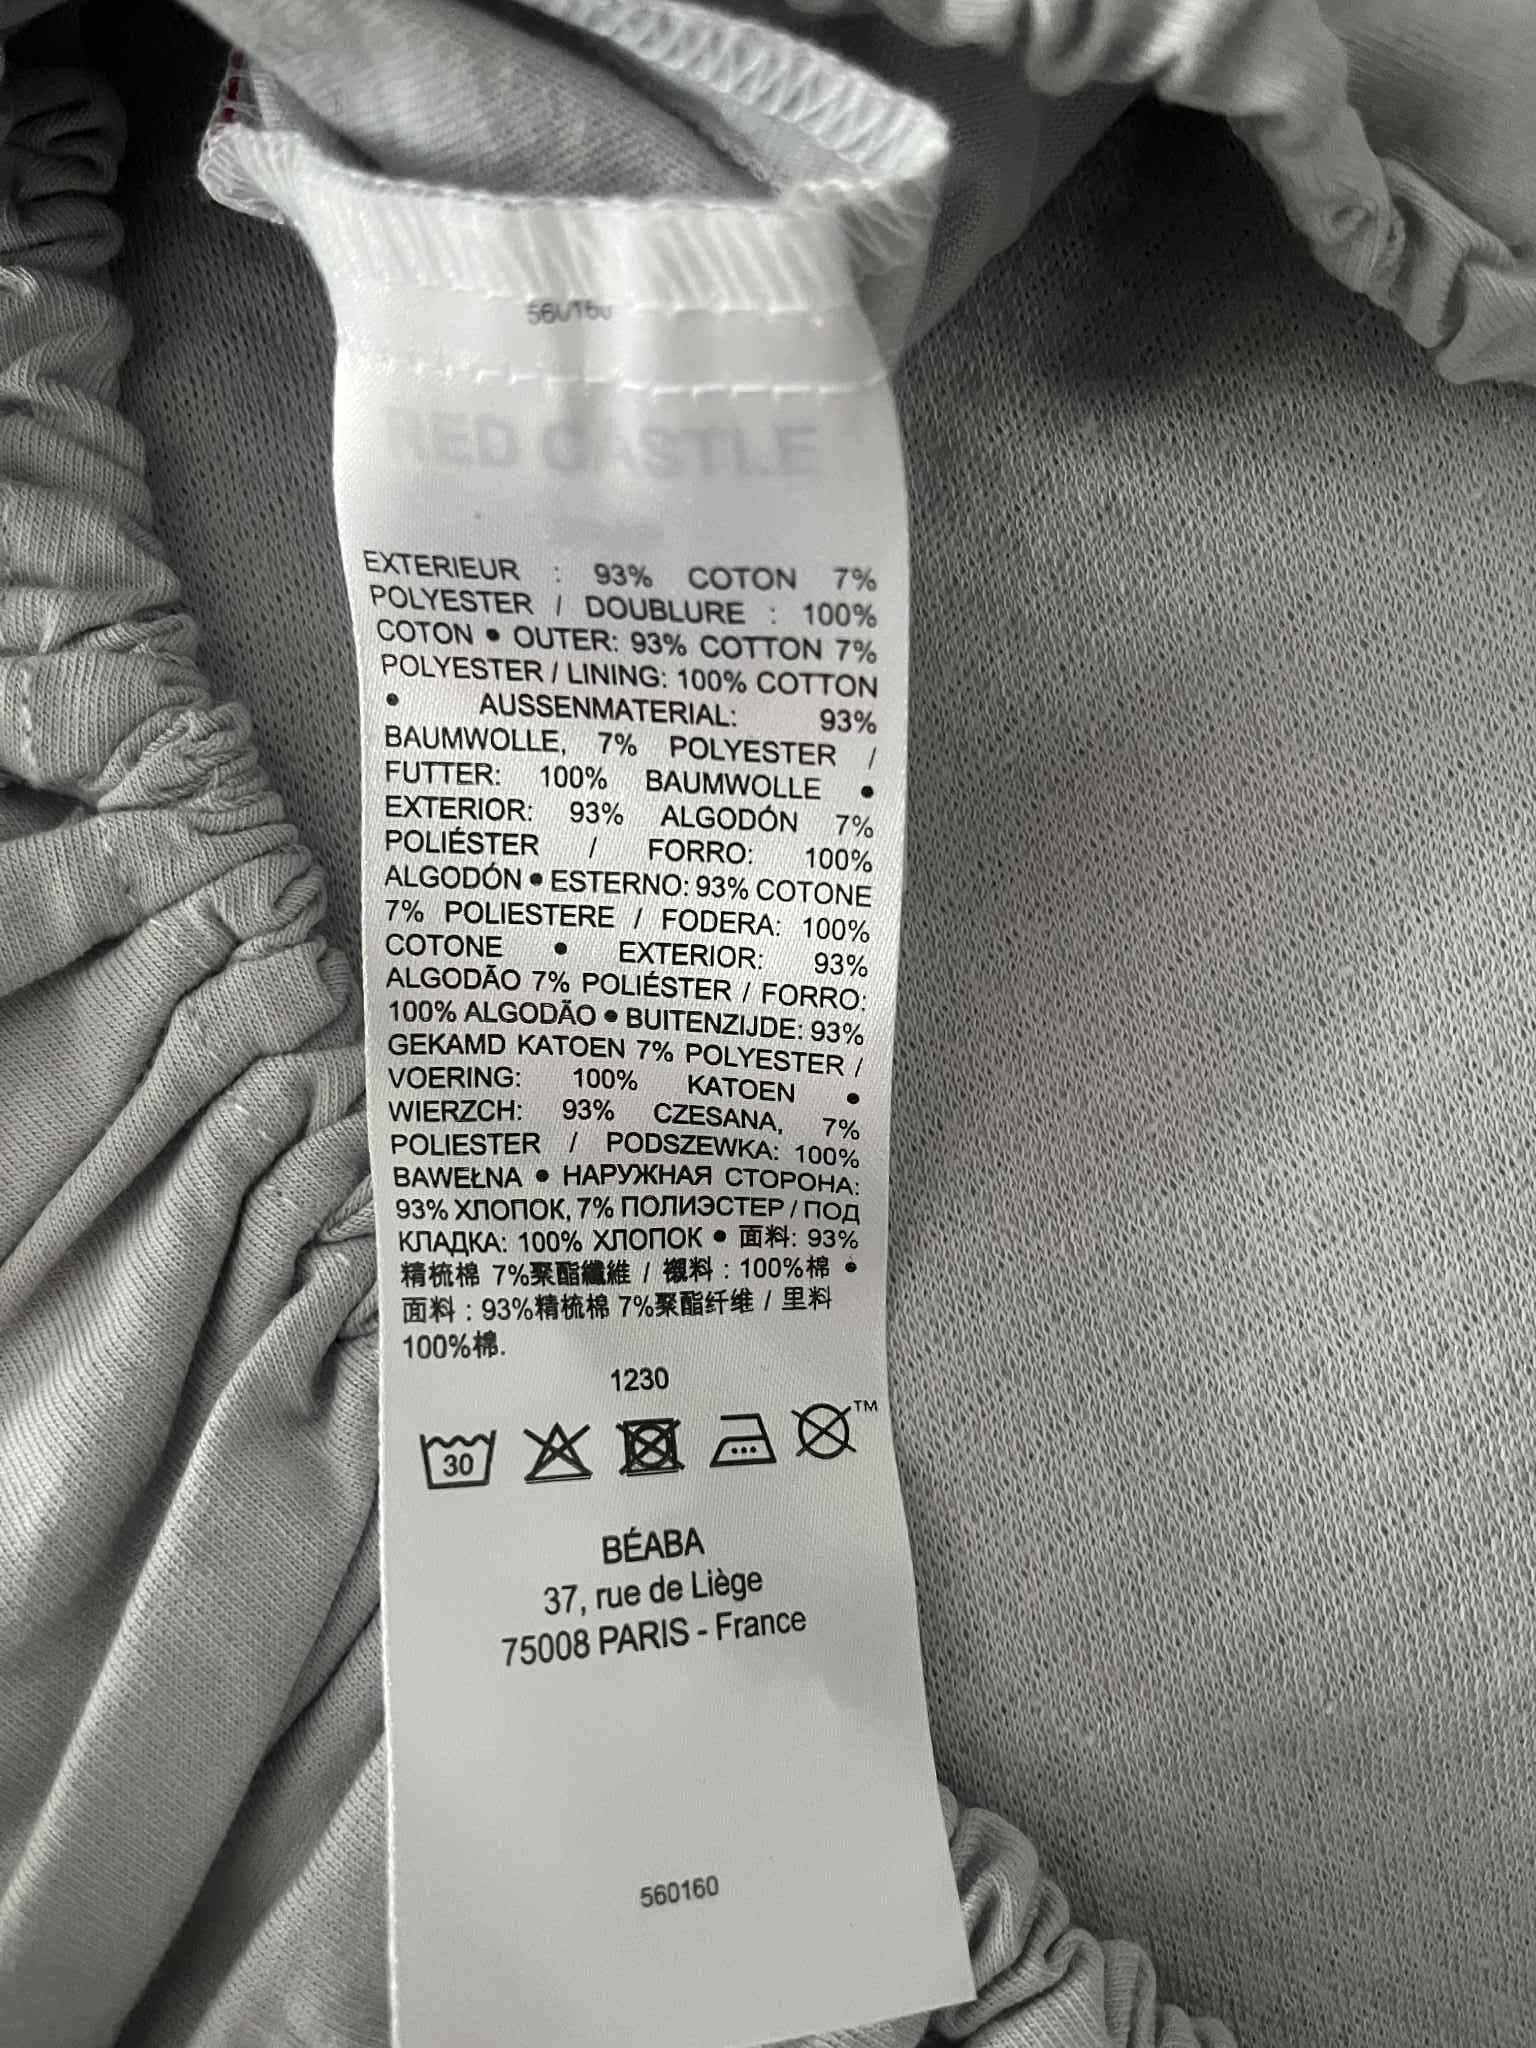 560160
RED CASTLE
EXTERIEUR : 93% COTON 7%
POLYESTER / DOUBLURE : 100%
COTON • OUTER: 93% COTTON 7%
POLYESTER / LINING: 100% COTTON
• AUSSENMATERIAL: 93%
BAUMWOLLE, 7% POLYESTER /
FUTTER: 100% BAUMWOLLE •
EXTERIOR: 93% ALGODÓN 7%
POLIÉSTER / FORRO: 100%
ALGODÓN • ESTERNO: 93% COTONE
7% POLIESTERE / FODERA: 100%
COTONE • EXTERIOR: 93%
ALGODÃO 7% POLIÉSTER / FORRO:
100% ALGODÃO • BUITENZIJDE: 93%
GEKAMD KATOEN 7% POLYESTER /
VOERING: 100% KATOEN •
WIERZCH: 93% CZESANA, 7%
POLIESTER / PODSZEWKA: 100%
BAWEŁNA • НАРУЖНАЯ СТОРОНА:
93% ХЛОПОК, 7% ПОЛИЭСТЕР / ПОД
КЛАДКА: 100% ХЛОПОК • 面料: 93%
精梳棉 7%聚酯纖維 / 襯料 : 100%棉 •
面料 : 93%精梳棉 7%聚酯纤维 / 里料
100%棉.
1230
30 TM
BÉABA
37, rue de Liège
75008 PARIS - France
560160